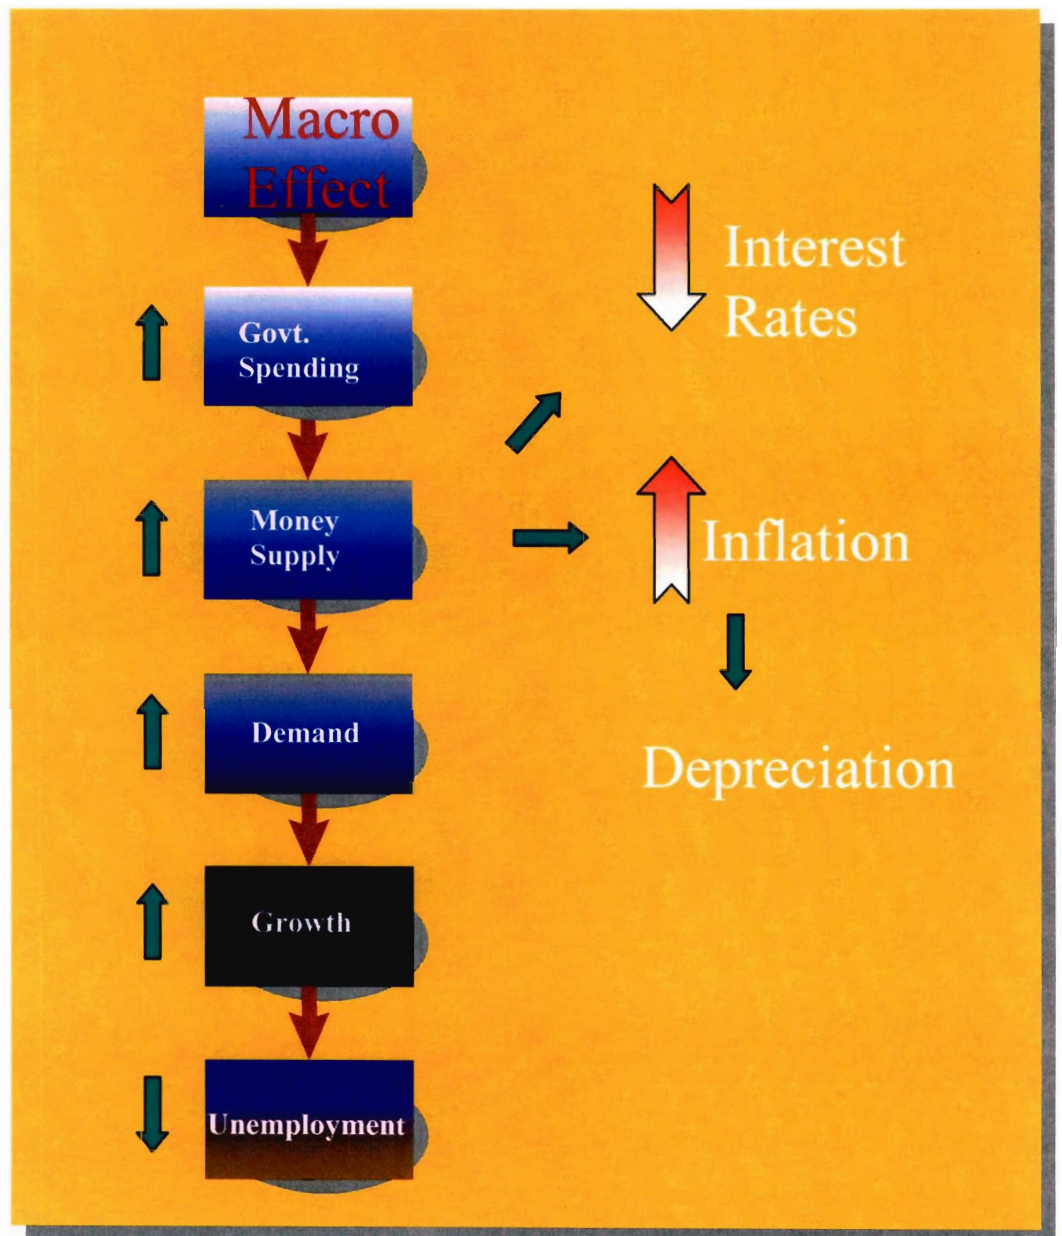 Macro
Effect
Govt.
Spending
Money
Supply
Demand
Growth
Unemployment
Interest
Rates
Inflation
Depreciation